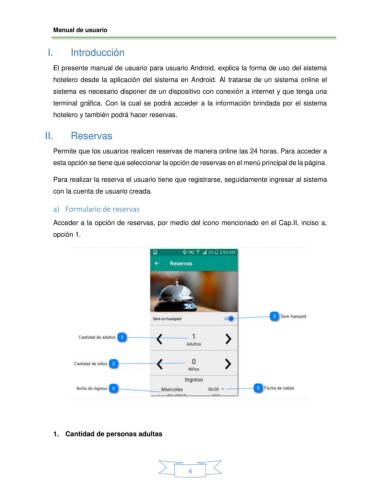 Manual de usuario
I. Introducción
El presente manual de usuario para usuario Android, explica la forma de uso del sistema
hotelero desde la aplicación del sistema en Android. Al tratarse de un sistema online el
sistema es necesario disponer de un dispositivo con conexión a internet y que tenga una
terminal gráfica. Con la cual se podrá acceder a la información brindada por el sistema
hotelero y también podrá hacer reservas.
II. Reservas
Permite que los usuarios realicen reservas de manera online las 24 horas. Para acceder a
esta opción se tiene que seleccionar la opción de reservas en el menú principal de la página.
Para realizar la reserva el usuario tiene que registrarse, seguidamente ingresar al sistema
con la cuenta de usuario creada.
a) Formulario de reservas
Acceder a la opción de reservas, por medio del icono mencionado en el Cap.II, inciso a,
opción 1.
Reservas
Sere un huesped
3 Sere huesped
Cantidad de adultos 1
1
Adultos
Cantidad de niños 2
0
Niños
Ingreso
fecha de ingreso 4
Miercoles
06:00
5 Fecha de salida
1. Cantidad de personas adultas
4